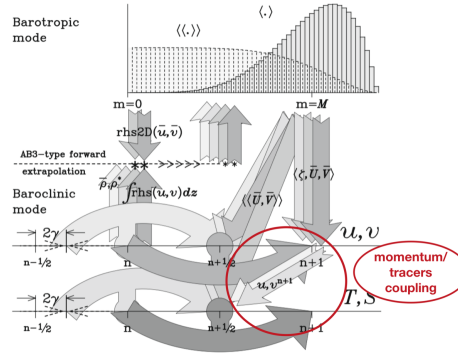 Barotropic
mode
⟨⟨.⟩⟩
⟨.⟩
m=0
m=M
rhs2D(ū,v̄)
AB3-type forward
extrapolation
ρ̄,ρ*
∫rhs(u,v)dz
Baroclinic
mode
⟨⟨Ū,V̄⟩⟩
⟨ζ,Ū,V̄⟩
u,v
2γ
n-1/2
n
n+1/2
n+1
u,vⁿ⁺¹
momentum/
tracers
coupling
T,S
2γ
n-1/2
n
n+1/2
n+1